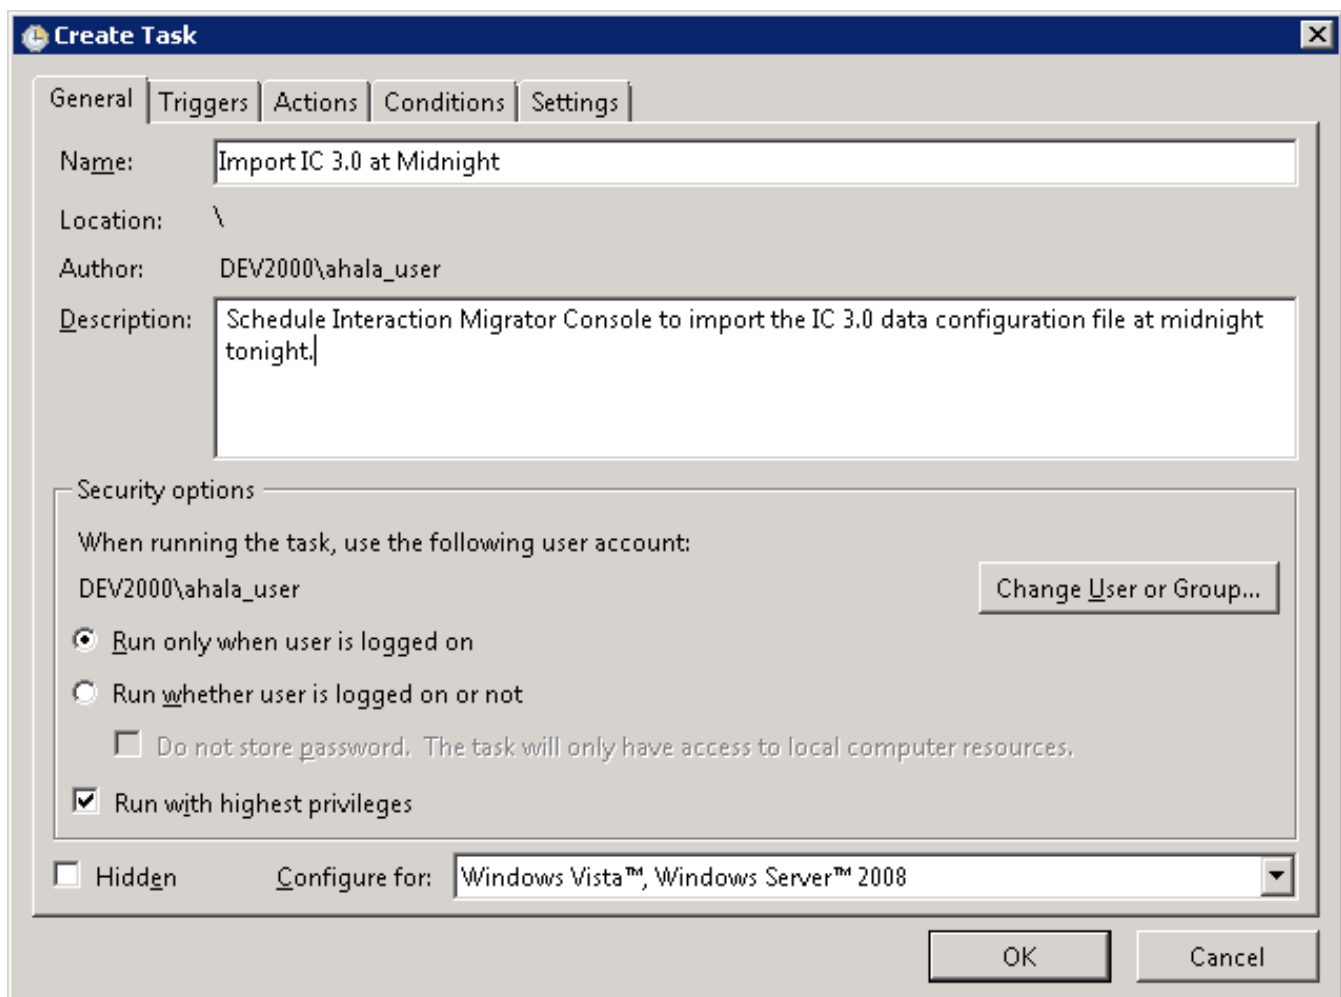 Create Task
General Triggers Actions Conditions Settings
Name: Import IC 3.0 at Midnight
Location: \
Author: DEV2000\ahala_user
Description: Schedule Interaction Migrator Console to import the IC 3.0 data configuration file at midnight
tonight.
Security options
When running the task, use the following user account:
DEV2000\ahala_user Change User or Group...
Run only when user is logged on
Run whether user is logged on or not
Do not store password. The task will only have access to local computer resources.
Run with highest privileges
Hidden Configure for: Windows Vista™, Windows Server™ 2008
OK Cancel